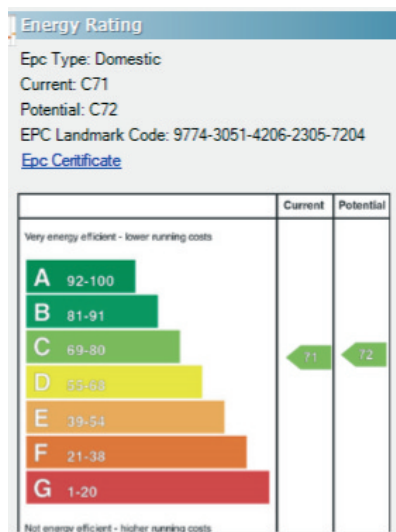 Energy Rating
Epc Type: Domestic
Current: C71
Potential: C72
EPC Landmark Code: 9774-3051-4206-2305-7204
Epc Certificate
Current Potential
Very energy efficient - lower running costs
A 92-100
B 81-91
C 69-80
71 72
D 55-68
E 39-54
F 21-38
G 1-20
Not energy efficient - higher running costs